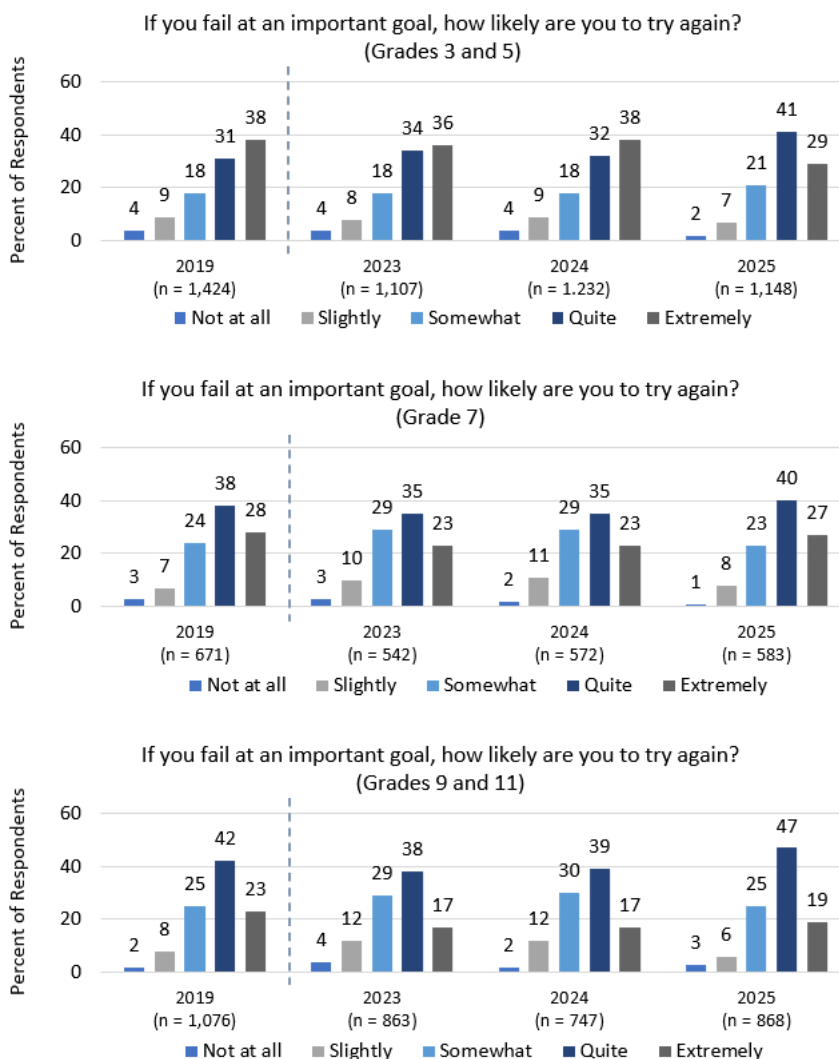 If you fail at an important goal, how likely are you to try again?
(Grades 3 and 5)
Percent of Respondents
60
40
20
0
4 9 18 31 38
4 8 18 34 36
4 9 18 32 38
2 7 21 41 29
2019 2023 2024 2025
(n = 1,424) (n = 1,107) (n = 1.232) (n = 1,148)
Not at all Slightly Somewhat Quite Extremely
If you fail at an important goal, how likely are you to try again?
(Grade 7)
Percent of Respondents
60
40
20
0
3 7 24 38 28
3 10 29 35 23
2 11 29 35 23
1 8 23 40 27
2019 2023 2024 2025
(n = 671) (n = 542) (n = 572) (n = 583)
Not at all Slightly Somewhat Quite Extremely
If you fail at an important goal, how likely are you to try again?
(Grades 9 and 11)
Percent of Respondents
60
40
20
0
2 8 25 42 23
4 12 29 38 17
2 12 30 39 17
3 6 25 47 19
2019 2023 2024 2025
(n = 1,076) (n = 863) (n = 747) (n = 868)
Not at all Slightly Somewhat Quite Extremely